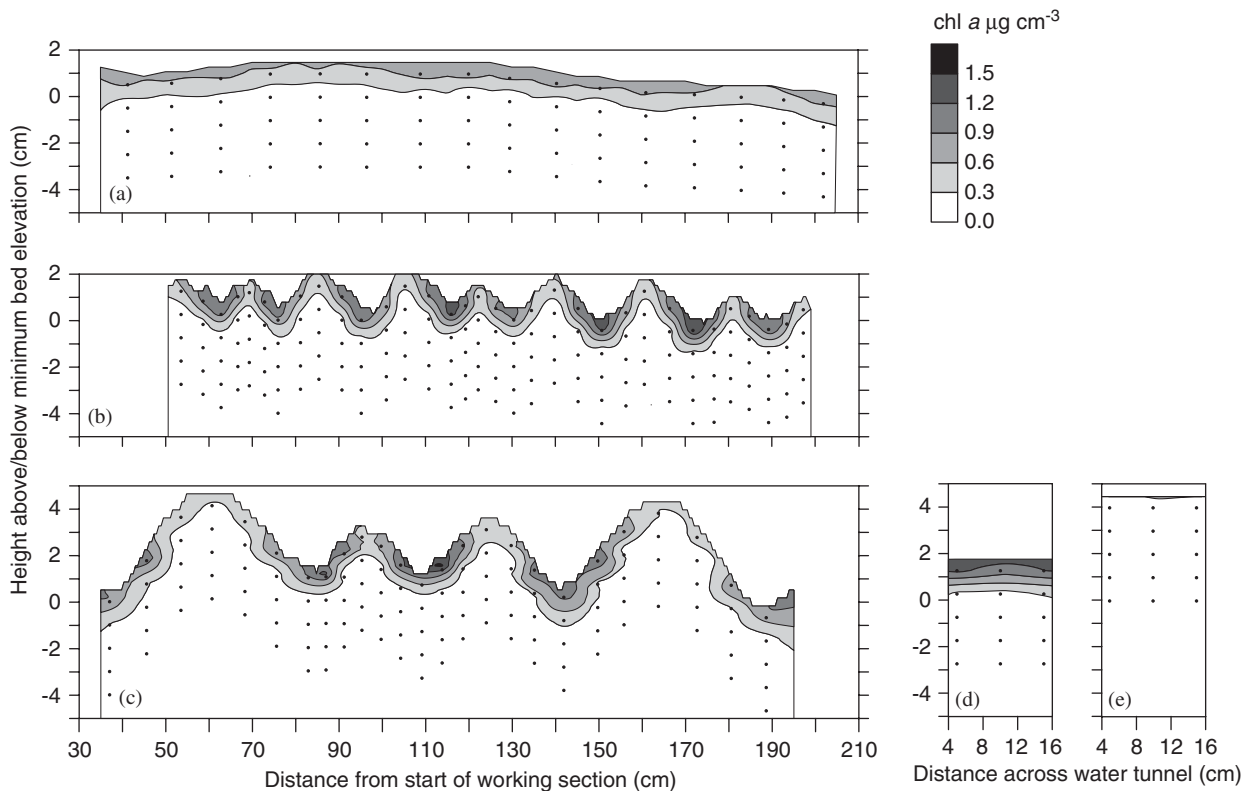 chl a µg cm-3
1.5
1.2
0.9
0.6
0.3
0.0
Height above/below minimum bed elevation (cm)
2
0
-2
-4
(a)
2
0
-2
-4
(b)
4
2
0
-2
-4
(c)
30 50 70 90 110 130 150 170 190 210
Distance from start of working section (cm)
4
2
0
-2
-4
(d)
(e)
4 8 12 16
4 8 12 16
Distance across water tunnel (cm)